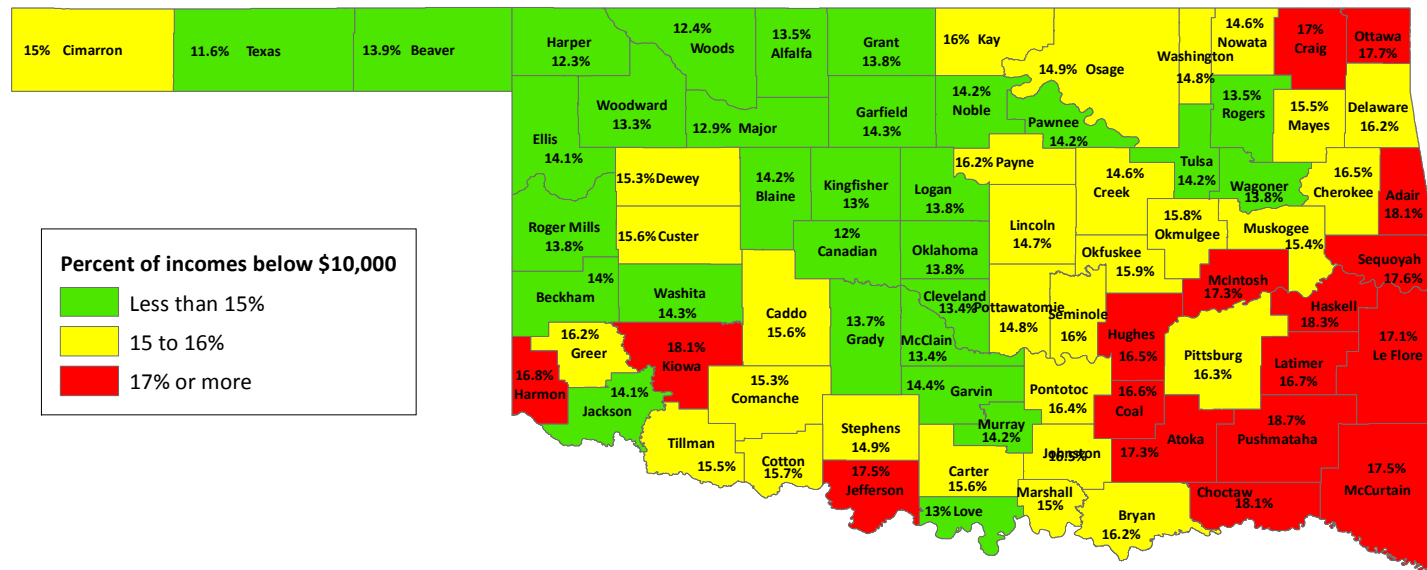 15% Cimarron
11.6% Texas
13.9% Beaver
Harper
12.3%
12.4%
Woods
13.5%
Alfalfa
Grant
13.8%
16% Kay
14.9% Osage
Washington
14.8%
14.6%
Nowata
17%
Craig
Ottawa
17.7%
Woodward
13.3%
12.9% Major
Garfield
14.3%
14.2%
Noble
Pawnee
14.2%
13.5%
Rogers
15.5%
Mayes
Delaware
16.2%
Ellis
14.1%
15.3% Dewey
14.2%
Blaine
Kingfisher
13%
Logan
13.8%
16.2% Payne
14.6%
Creek
Tulsa
14.2%
Wagoner
13.8%
16.5%
Cherokee
Adair
18.1%
Roger Mills
13.8%
15.6% Custer
12%
Canadian
Oklahoma
13.8%
Lincoln
14.7%
Okfuskee
15.9%
15.8%
Okmulgee
Muskogee
15.4%
Sequoyah
17.6%
Percent of incomes below $10,000
Less than 15%
15 to 16%
17% or more
14%
Beckham
Washita
14.3%
Caddo
15.6%
13.7%
Grady
Cleveland
13.4%
McClain
13.4%
Pottawatomie
14.8%
Seminole
16%
Hughes
16.5%
McIntosh
17.3%
Haskell
18.3%
Pittsburg
16.3%
Latimer
16.7%
17.1%
Le Flore
16.2%
Greer
18.1%
Kiowa
16.8%
Harmon
14.1%
Jackson
15.3%
Comanche
14.4% Garvin
Murray
14.2%
Pontotoc
16.4%
16.6%
Coal
Atoka
17.3%
18.7%
Pushmataha
Tillman
15.5%
Cotton
15.7%
Stephens
14.9%
17.5%
Jefferson
Carter
15.6%
Johnston
13% Love
Marshall
15%
Bryan
16.2%
Choctaw
18.1%
17.5%
McCurtain